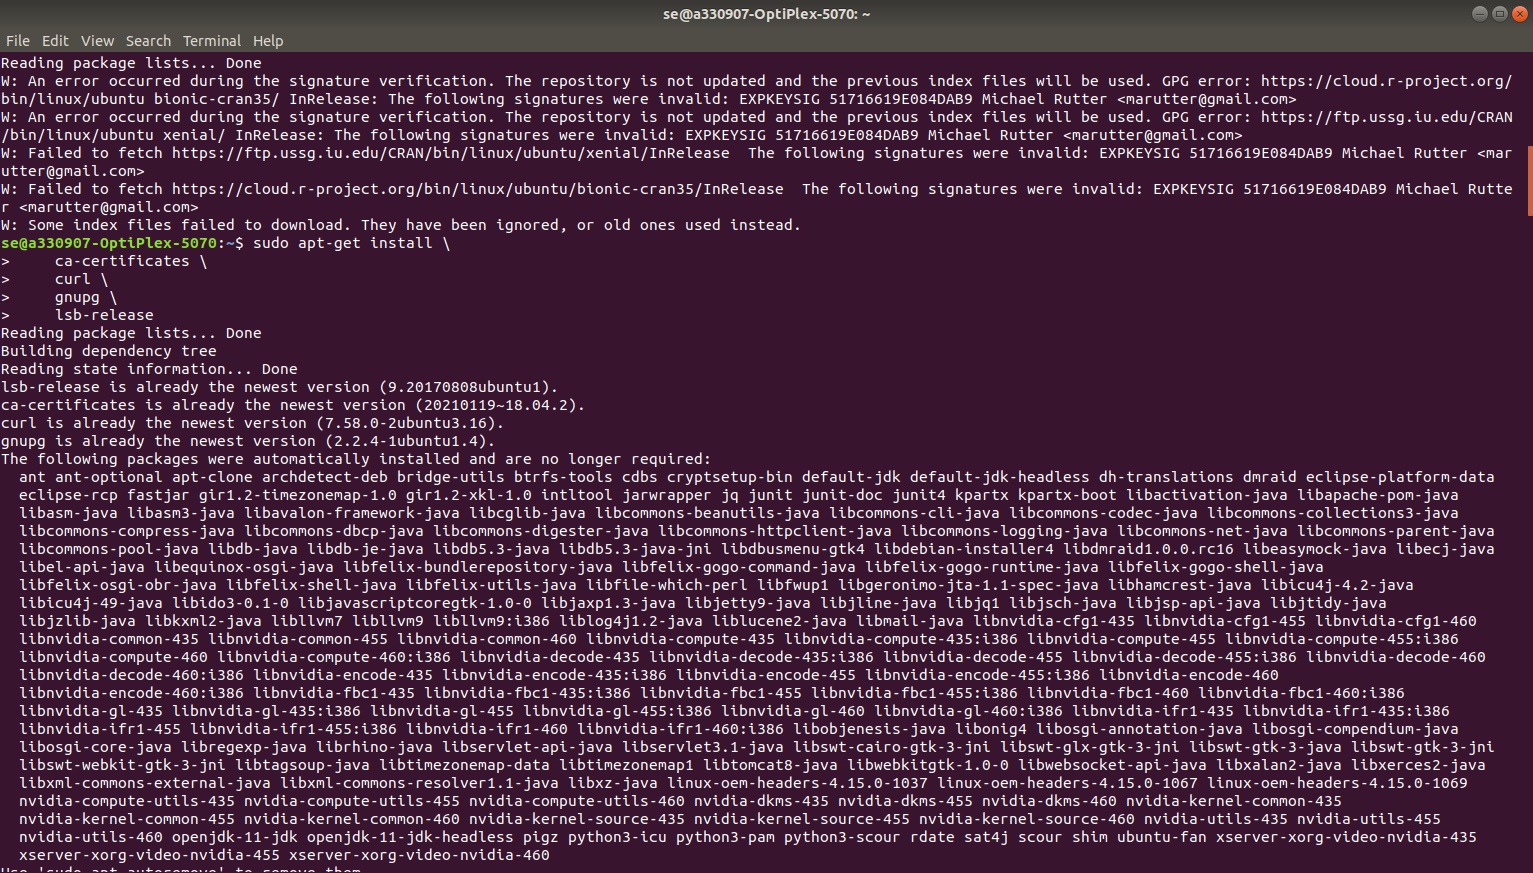 se@a330907-OptiPlex-5070: ~
File Edit View Search Terminal Help
Reading package lists... Done
W: An error occurred during the signature verification. The repository is not updated and the previous index files will be used. GPG error: https://cloud.r-project.org/
bin/linux/ubuntu bionic-cran35/ InRelease: The following signatures were invalid: EXPKEYSIG 51716619E084DAB9 Michael Rutter <marutter@gmail.com>
W: An error occurred during the signature verification. The repository is not updated and the previous index files will be used. GPG error: https://ftp.ussg.iu.edu/CRAN
/bin/linux/ubuntu xenial/ InRelease: The following signatures were invalid: EXPKEYSIG 51716619E084DAB9 Michael Rutter <marutter@gmail.com>
W: Failed to fetch https://ftp.ussg.iu.edu/CRAN/bin/linux/ubuntu/xenial/InRelease  The following signatures were invalid: EXPKEYSIG 51716619E084DAB9 Michael Rutter <mar
utter@gmail.com>
W: Failed to fetch https://cloud.r-project.org/bin/linux/ubuntu/bionic-cran35/InRelease  The following signatures were invalid: EXPKEYSIG 51716619E084DAB9 Michael Rutte
r <marutter@gmail.com>
W: Some index files failed to download. They have been ignored, or old ones used instead.
se@a330907-OptiPlex-5070:~$ sudo apt-get install \
>     ca-certificates \
>     curl \
>     gnupg \
>     lsb-release
Reading package lists... Done
Building dependency tree
Reading state information... Done
lsb-release is already the newest version (9.20170808ubuntu1).
ca-certificates is already the newest version (20210119~18.04.2).
curl is already the newest version (7.58.0-2ubuntu3.16).
gnupg is already the newest version (2.2.4-1ubuntu1.4).
The following packages were automatically installed and are no longer required:
  ant ant-optional apt-clone archdetect-deb bridge-utils btrfs-tools cdbs cryptsetup-bin default-jdk default-jdk-headless dh-translations dmraid eclipse-platform-data
  eclipse-rcp fastjar gir1.2-timezonemap-1.0 gir1.2-xkl-1.0 intltool jarwrapper jq junit junit-doc junit4 kpartx kpartx-boot libactivation-java libapache-pom-java
  libasm-java libasm3-java libavalon-framework-java libcglib-java libcommons-beanutils-java libcommons-cli-java libcommons-codec-java libcommons-collections3-java
  libcommons-compress-java libcommons-dbcp-java libcommons-digester-java libcommons-httpclient-java libcommons-logging-java libcommons-net-java libcommons-parent-java
  libcommons-pool-java libdb-java libdb-je-java libdb5.3-java libdb5.3-java-jni libdbusmenu-gtk4 libdebian-installer4 libdmraid1.0.0.rc16 libeasymock-java libecj-java
  libel-api-java libequinox-osgi-java libfelix-bundlerepository-java libfelix-gogo-command-java libfelix-gogo-runtime-java libfelix-gogo-shell-java
  libfelix-osgi-obr-java libfelix-shell-java libfelix-utils-java libfile-which-perl libfwup1 libgeronimo-jta-1.1-spec-java libhamcrest-java libicu4j-4.2-java
  libicu4j-49-java libido3-0.1-0 libjavascriptcoregtk-1.0-0 libjaxp1.3-java libjetty9-java libjline-java libjq1 libjsch-java libjsp-api-java libjtidy-java
  libjzlib-java libkxml2-java libllvm7 libllvm9 libllvm9:i386 liblog4j1.2-java liblucene2-java libmail-java libnvidia-cfg1-435 libnvidia-cfg1-455 libnvidia-cfg1-460
  libnvidia-common-435 libnvidia-common-455 libnvidia-common-460 libnvidia-compute-435 libnvidia-compute-435:i386 libnvidia-compute-455 libnvidia-compute-455:i386
  libnvidia-compute-460 libnvidia-compute-460:i386 libnvidia-decode-435 libnvidia-decode-435:i386 libnvidia-decode-455 libnvidia-decode-455:i386 libnvidia-decode-460
  libnvidia-decode-460:i386 libnvidia-encode-435 libnvidia-encode-435:i386 libnvidia-encode-455 libnvidia-encode-455:i386 libnvidia-encode-460
  libnvidia-encode-460:i386 libnvidia-fbc1-435 libnvidia-fbc1-435:i386 libnvidia-fbc1-455 libnvidia-fbc1-455:i386 libnvidia-fbc1-460 libnvidia-fbc1-460:i386
  libnvidia-gl-435 libnvidia-gl-435:i386 libnvidia-gl-455 libnvidia-gl-455:i386 libnvidia-gl-460 libnvidia-gl-460:i386 libnvidia-ifr1-435 libnvidia-ifr1-435:i386
  libnvidia-ifr1-455 libnvidia-ifr1-455:i386 libnvidia-ifr1-460 libnvidia-ifr1-460:i386 libobjenesis-java libonig4 libosgi-annotation-java libosgi-compendium-java
  libosgi-core-java libregexp-java librhino-java libservlet-api-java libservlet3.1-java libswt-cairo-gtk-3-jni libswt-glx-gtk-3-jni libswt-gtk-3-java libswt-gtk-3-jni
  libswt-webkit-gtk-3-jni libtagsoup-java libtimezonemap-data libtimezonemap1 libtomcat8-java libwebkitgtk-1.0-0 libwebsocket-api-java libxalan2-java libxerces2-java
  libxml-commons-external-java libxml-commons-resolver1.1-java libxz-java linux-oem-headers-4.15.0-1037 linux-oem-headers-4.15.0-1067 linux-oem-headers-4.15.0-1069
  nvidia-compute-utils-435 nvidia-compute-utils-455 nvidia-compute-utils-460 nvidia-dkms-435 nvidia-dkms-455 nvidia-dkms-460 nvidia-kernel-common-435
  nvidia-kernel-common-455 nvidia-kernel-common-460 nvidia-kernel-source-435 nvidia-kernel-source-455 nvidia-kernel-source-460 nvidia-utils-435 nvidia-utils-455
  nvidia-utils-460 openjdk-11-jdk openjdk-11-jdk-headless pigz python3-icu python3-pam python3-scour rdate sat4j scour shim ubuntu-fan xserver-xorg-video-nvidia-435
  xserver-xorg-video-nvidia-455 xserver-xorg-video-nvidia-460
Use 'sudo apt autoremove' to remove them.